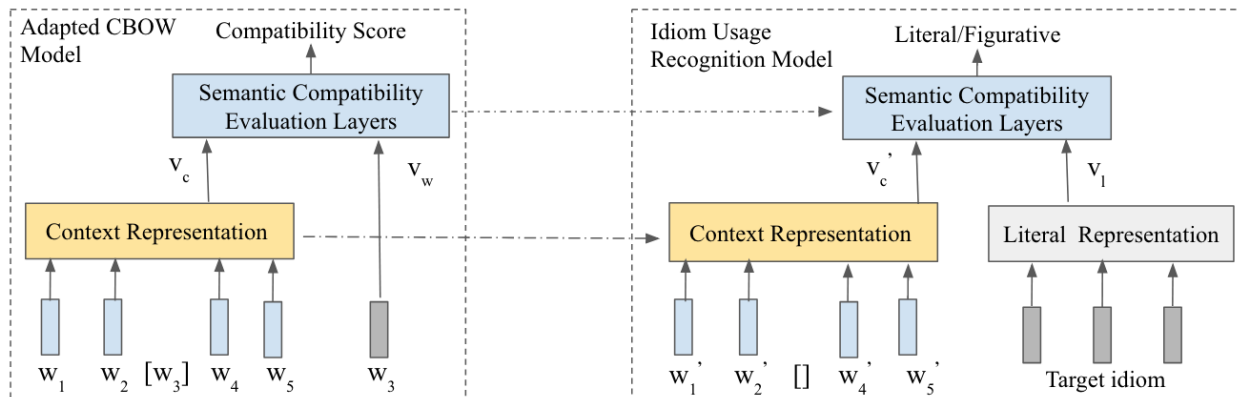 Adapted CBOW
Model
Compatibility Score
Semantic Compatibility
Evaluation Layers
v_c
v_w
Context Representation
w_1 w_2 [w_3] w_4 w_5 w_3
Idiom Usage
Recognition Model
Literal/Figurative
Semantic Compatibility
Evaluation Layers
v_c’
v_l
Context Representation
Literal Representation
w_1’ w_2’ [] w_4’ w_5’
Target idiom